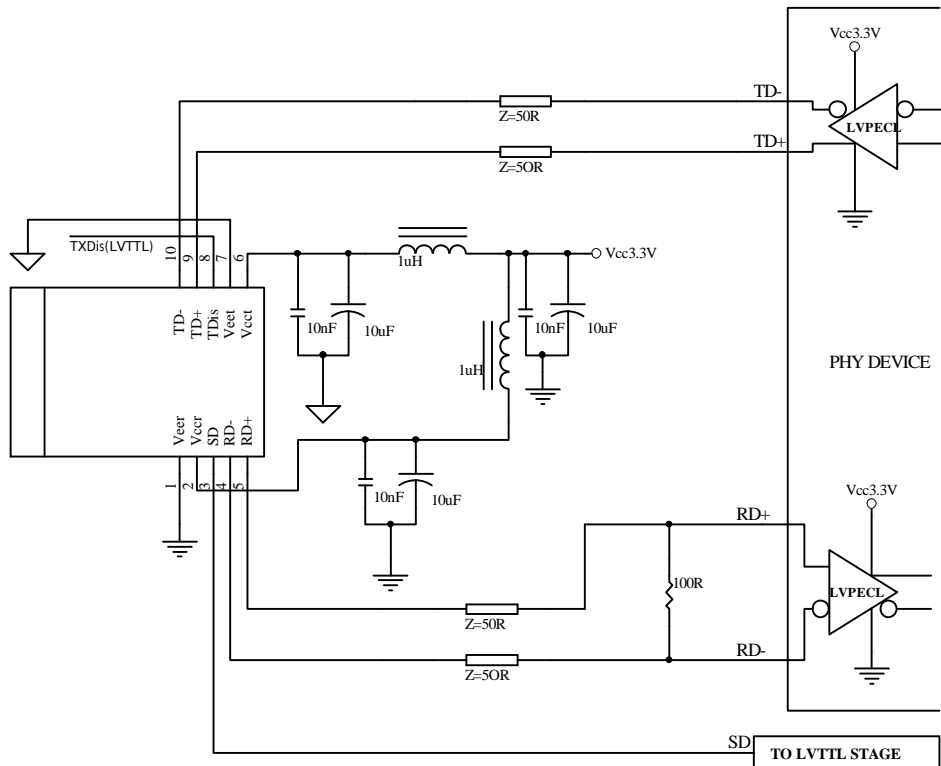 Vcc3.3V
TD-
LVPECL
Z=50R
TD+
Z=5OR
TXDis(LVTTL)
10
9
8
7
6
1uH
Vcc3.3V
TD-
TD+
TDis
Veet
Vcct
10nF
10uF
10nF
10uF
1uH
PHY DEVICE
Veer
Vccr
SD
RD-
RD+
1
2
3
4
5
10nF
10uF
Vcc3.3V
RD+
100R
LVPECL
Z=50R
RD-
Z=5OR
SD
TO LVTTL STAGE